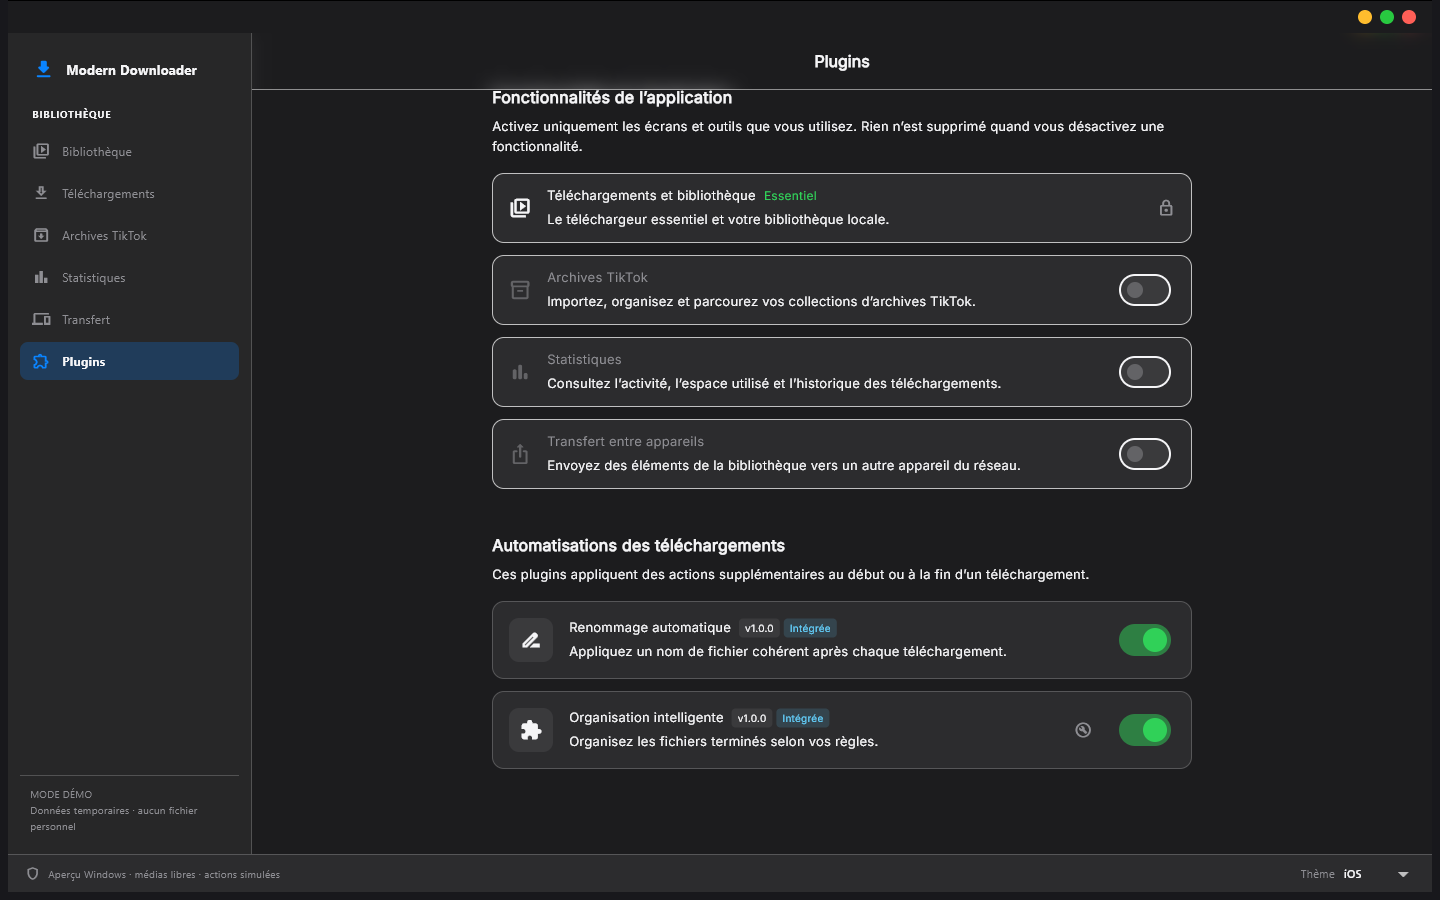 Modern Downloader
BIBLIOTHÈQUE
Bibliothèque
Téléchargements
Archives TikTok
Statistiques
Transfert
Plugins
MODE DÉMO
Données temporaires · aucun fichier
personnel
Plugins
Fonctionnalités de l’application
Activez uniquement les écrans et outils que vous utilisez. Rien n’est supprimé quand vous désactivez une
fonctionnalité.
Téléchargements et bibliothèque Essentiel
Le téléchargeur essentiel et votre bibliothèque locale.
Archives TikTok
Importez, organisez et parcourez vos collections d’archives TikTok.
Statistiques
Consultez l’activité, l’espace utilisé et l’historique des téléchargements.
Transfert entre appareils
Envoyez des éléments de la bibliothèque vers un autre appareil du réseau.
Automatisations des téléchargements
Ces plugins appliquent des actions supplémentaires au début ou à la fin d’un téléchargement.
Renommage automatique v1.0.0 Intégrée
Appliquez un nom de fichier cohérent après chaque téléchargement.
Organisation intelligente v1.0.0 Intégrée
Organisez les fichiers terminés selon vos règles.
Aperçu Windows · médias libres · actions simulées
Thème iOS